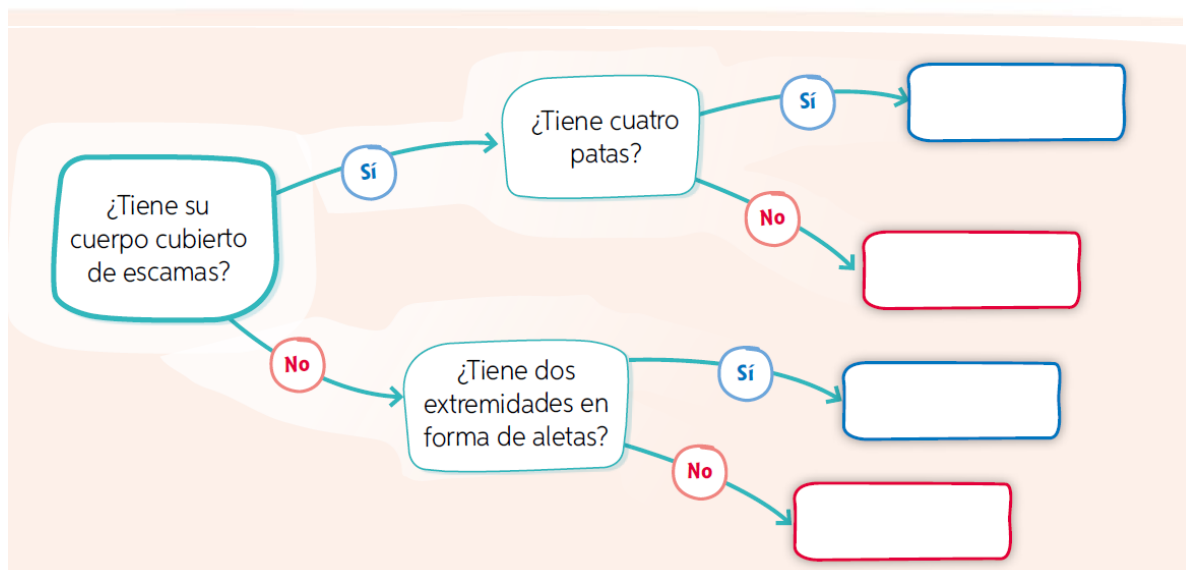 ¿Tiene su
cuerpo cubierto
de escamas?
Sí
¿Tiene cuatro
patas?
Sí
No
No
¿Tiene dos
extremidades en
forma de aletas?
Sí
No